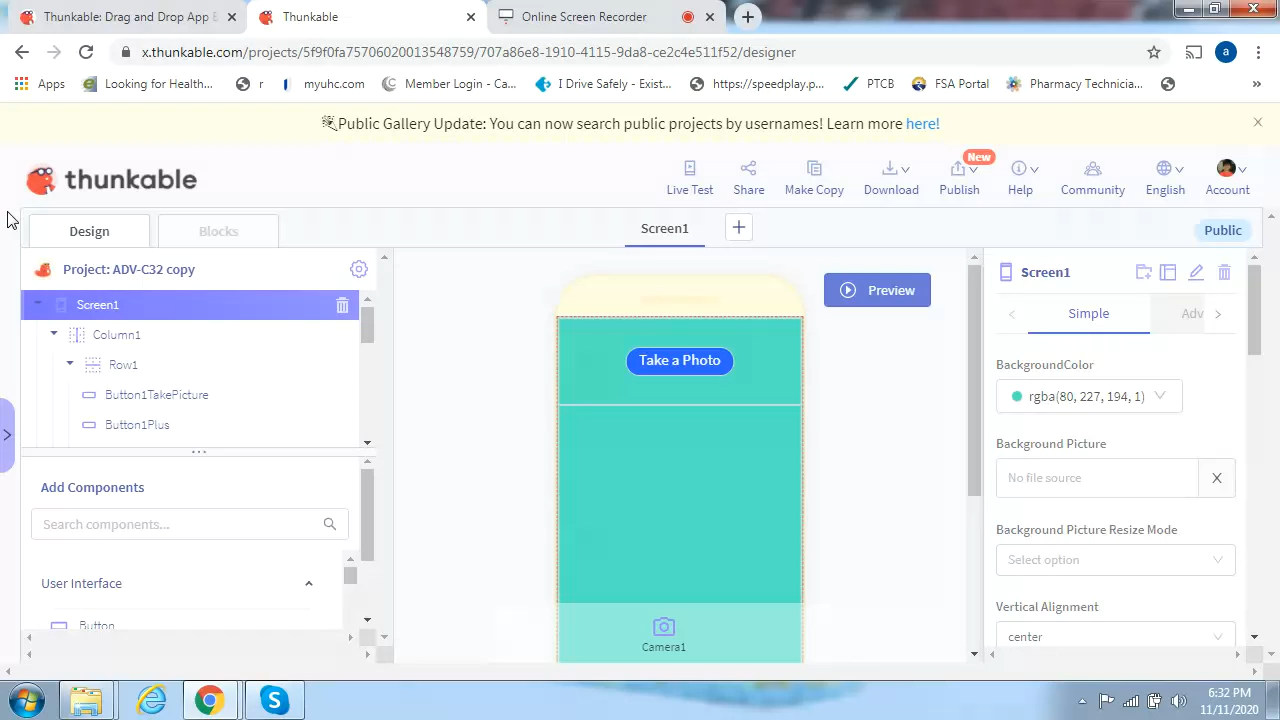 Thunkable: Drag and Drop App
Thunkable
Online Screen Recorder
x.thunkable.com/projects/5f9f0fa75706020013548759/707a86e8-1910-4115-9da8-ce2c4e511f52/designer
a
Apps
Looking for Health...
r
myuhc.com
Member Login - Ca...
I Drive Safely - Exist...
https://speedplay.p...
PTCB
FSA Portal
Pharmacy Technicia...
»
Public Gallery Update: You can now search public projects by usernames! Learn more here!
thunkable
Live Test
Share
Make Copy
Download
New
Publish
Help
Community
English
Account
Design
Blocks
Screen1
Public
Project: ADV-C32 copy
Screen1
Column1
Row1
Button1TakePicture
Button1Plus
Add Components
Search components...
User Interface
Button
Preview
Take a Photo
Camera1
Screen1
Simple
Adv
BackgroundColor
rgba(80, 227, 194, 1)
Background Picture
No file source
X
Background Picture Resize Mode
Select option
Vertical Alignment
center
6:32 PM
11/11/2020